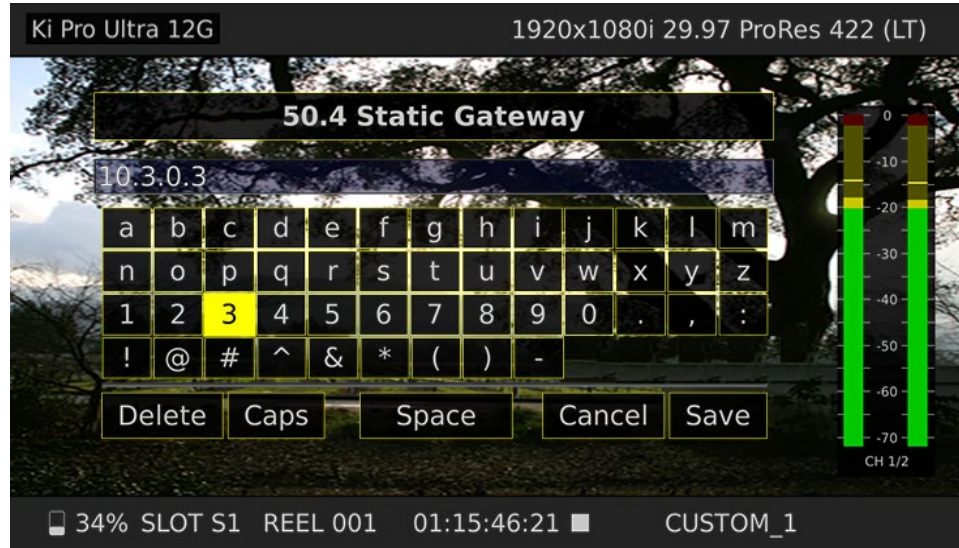 Ki Pro Ultra 12G 1920x1080i 29.97 ProRes 422 (LT)
50.4 Static Gateway
10.3.0.3
a b c d e f g h i j k l m
n o p q r s t u v w x y z
1 2 3 4 5 6 7 8 9 0 . , :
! @ # ^ & * ( ) -
Delete Caps Space Cancel Save
0
-10
-20
-30
-40
-50
-60
-70
CH 1/2
34% SLOT S1 REEL 001 01:15:46:21 CUSTOM_1